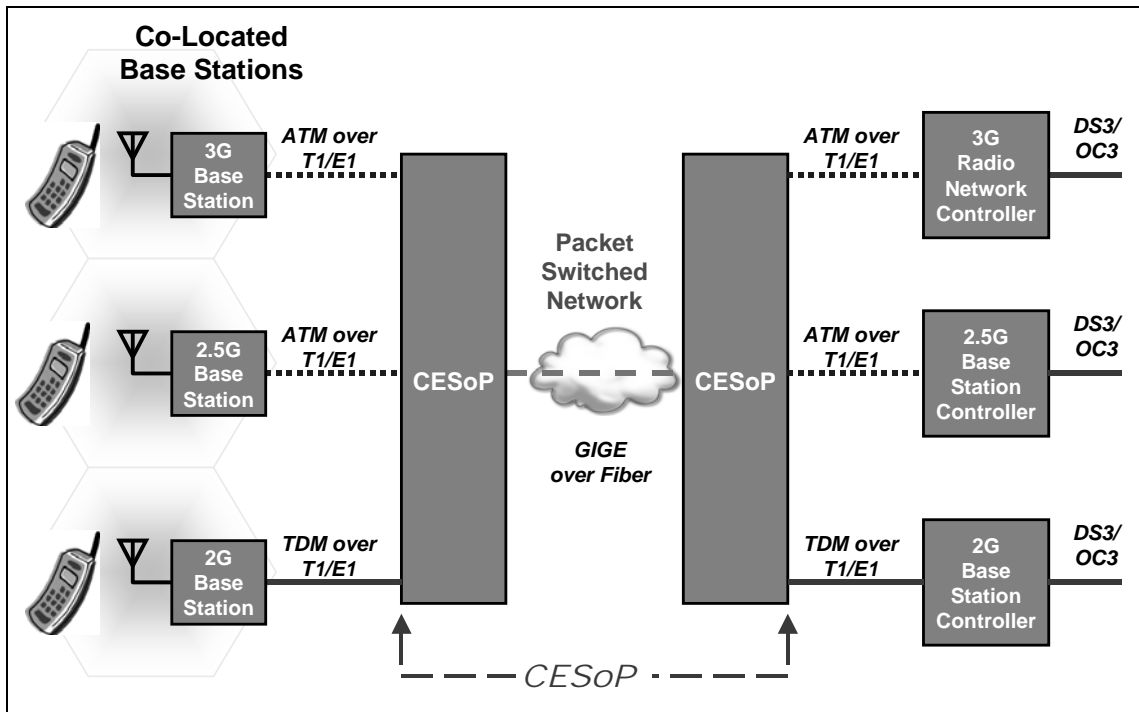 Co-Located
Base Stations
3G
Base
Station
ATM over
T1/E1
ATM over
T1/E1
3G
Radio
Network
Controller
DS3/
OC3
Packet
Switched
Network
2.5G
Base
Station
ATM over
T1/E1
CESoP
CESoP
ATM over
T1/E1
2.5G
Base
Station
Controller
DS3/
OC3
GIGE
over Fiber
2G
Base
Station
TDM over
T1/E1
TDM over
T1/E1
2G
Base
Station
Controller
DS3/
OC3
CESoP